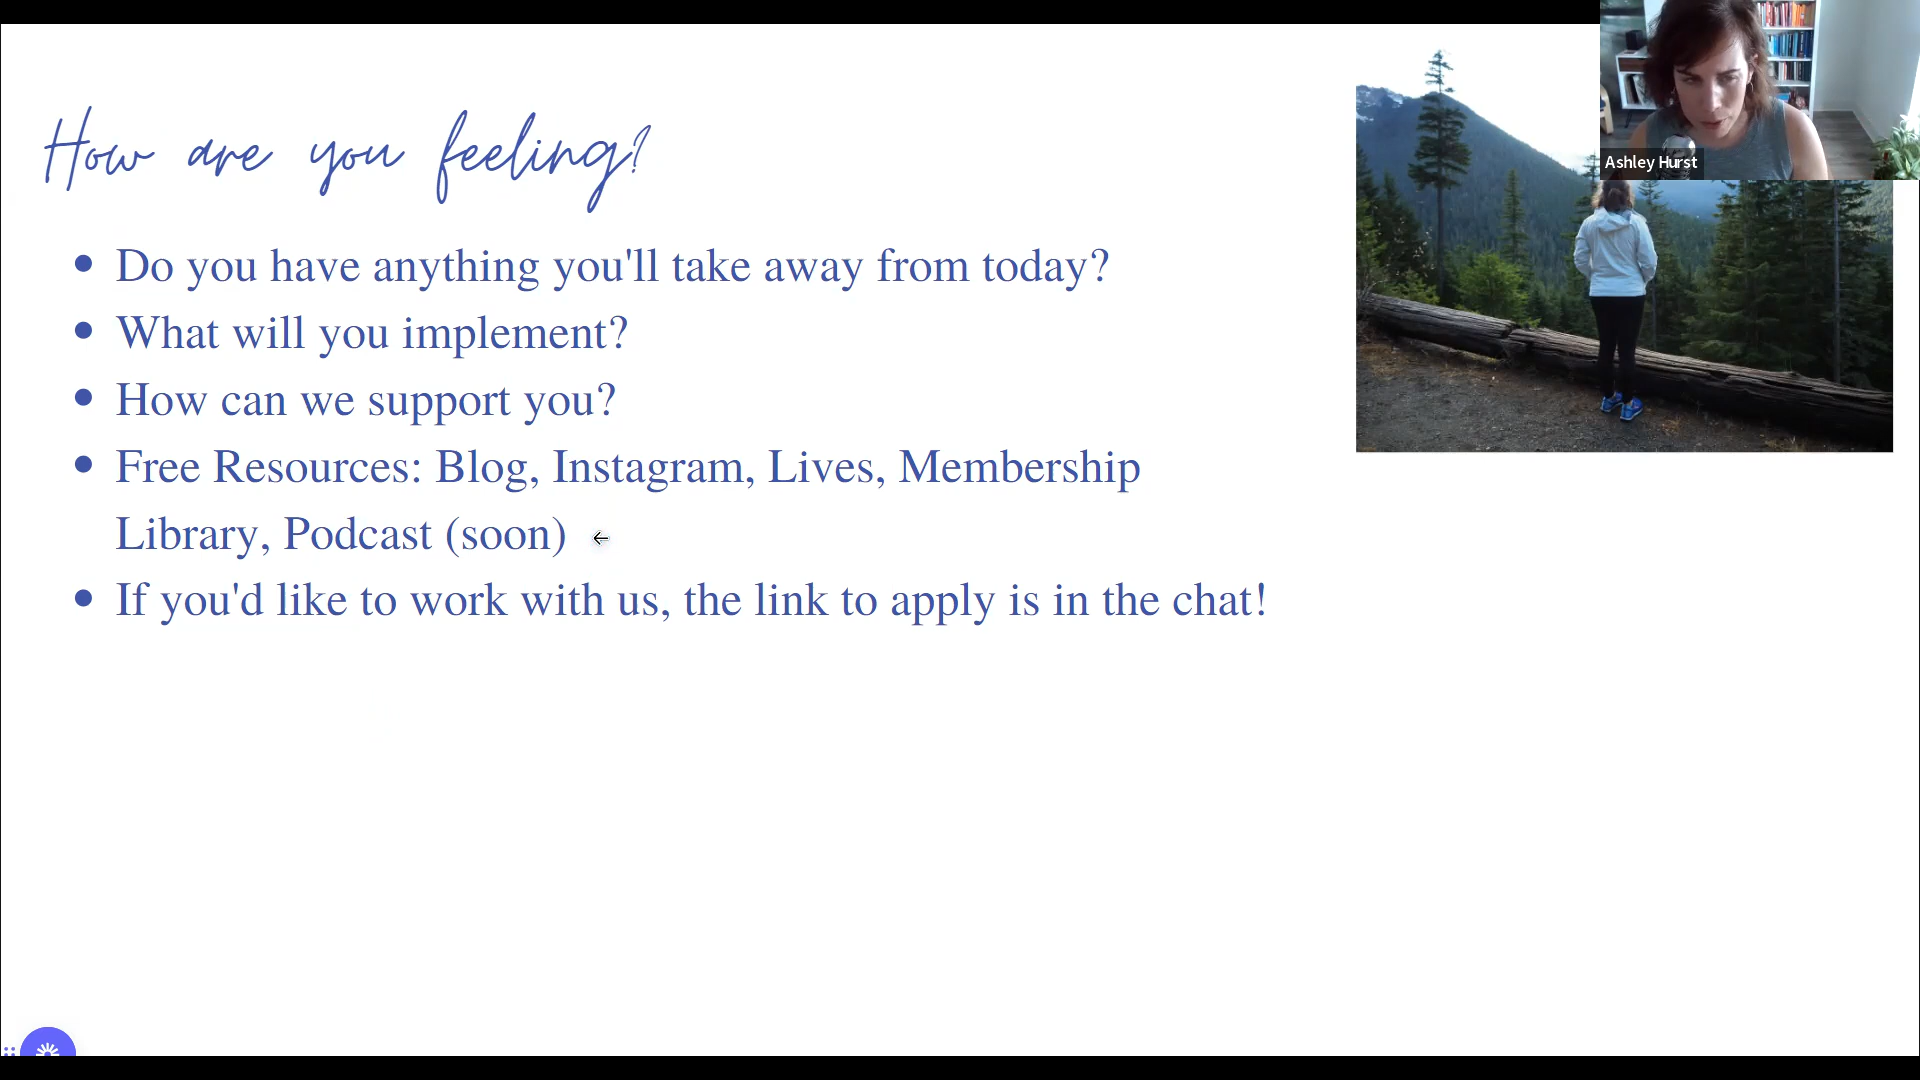 How are you feeling?
Do you have anything you'll take away from today?
What will you implement?
How can we support you?
Free Resources: Blog, Instagram, Lives, Membership
Library, Podcast (soon)
If you'd like to work with us, the link to apply is in the chat!
Ashley Hurst